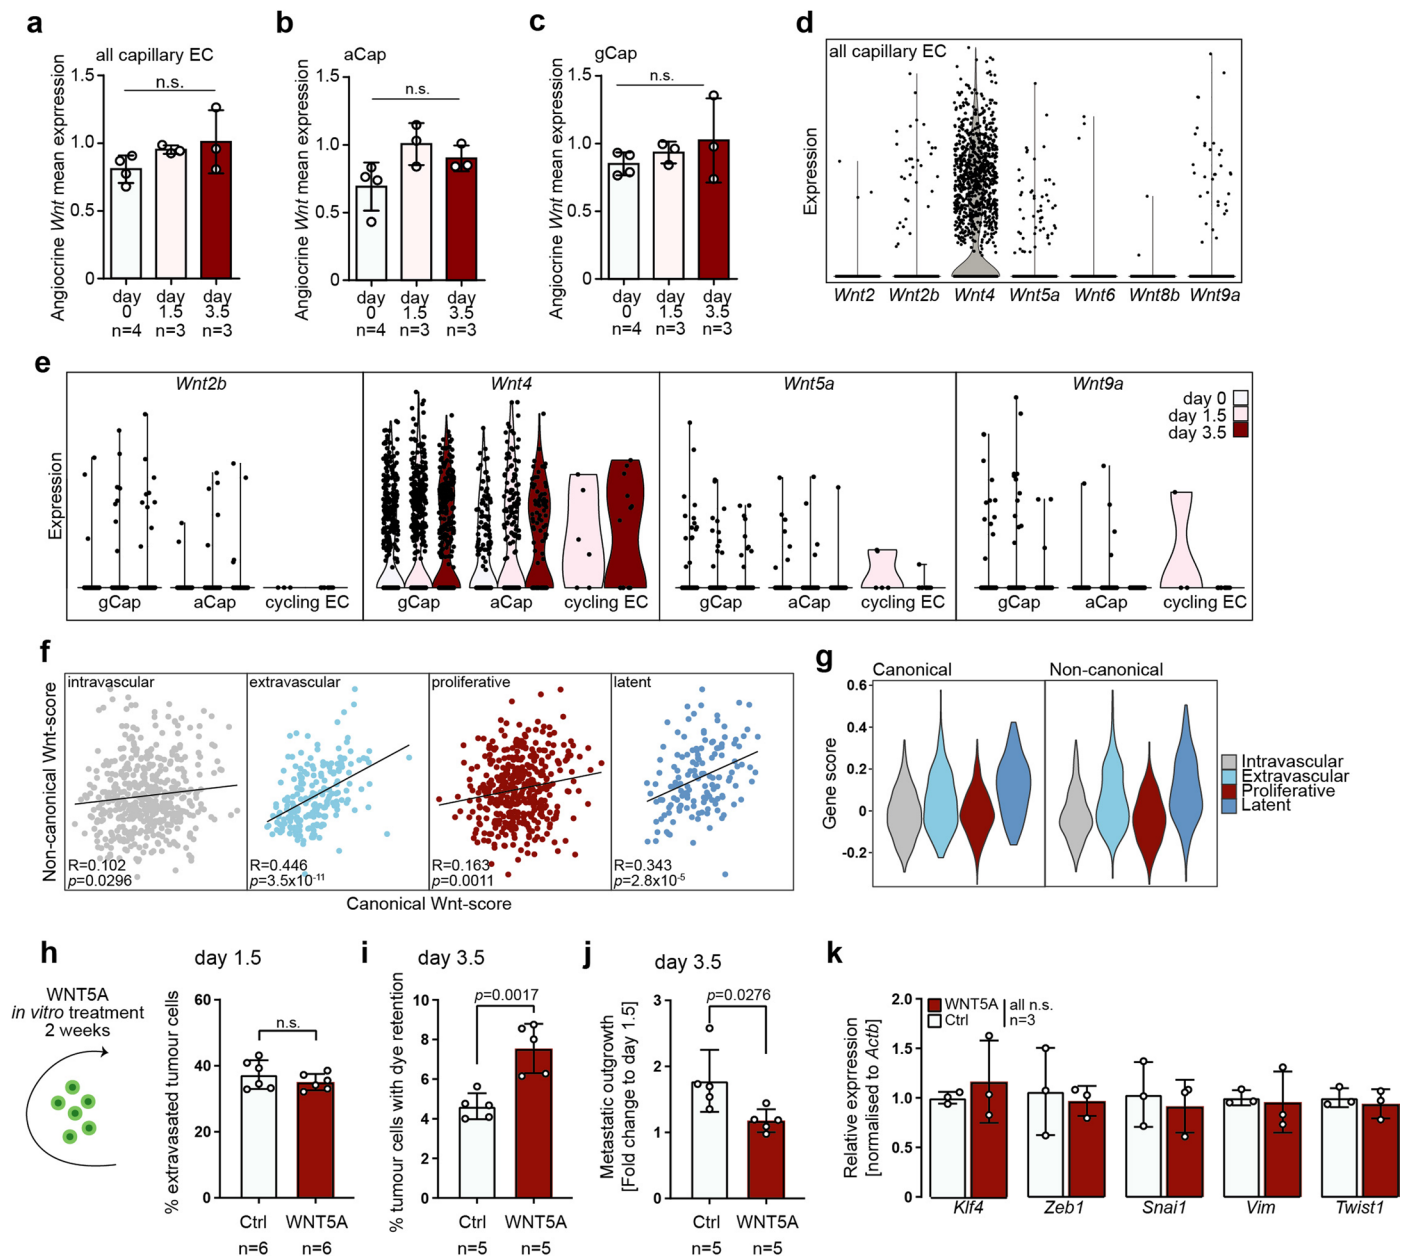 a
all capillary EC
Angiocrine Wnt mean exprression
1.5
1.0
0.5
0
n.s.
day 0 n=4
day 1.5 n=3
day 3.5 n=3
b
aCap
Angiocrine Wnt mean exprression
1.5
1.0
0.5
0
n.s.
day 0 n=4
day 1.5 n=3
day 3.5 n=3
c
gCap
Angiocrine Wnt mean exprression
1.5
1.0
0.5
0
n.s.
day 0 n=4
day 1.5 n=3
day 3.5 n=3
d
all capillary EC
Expression
Wnt2 Wnt2b Wnt4 Wnt5a Wnt6 Wnt8b Wnt9a
e
Expression
Wnt2b
gCap aCap cycling EC
Wnt4
gCap aCap cycling EC
Wnt5a
gCap aCap cycling EC
Wnt9a
day 0
day 1.5
day 3.5
gCap aCap cycling EC
f
Non-canonical Wnt-score
intravascular
R=0.102
p=0.0296
extravascular
R=0.446
p=3.5x10-11
proliferative
R=0.163
p=0.0011
latent
R=0.343
p=2.8x10-5
Canonical Wnt-score
g
Canonical
Non-canonical
Gene score
0.6
0.4
0.2
0
-0.2
Intravascular
Extravascular
Proliferative
Latent
h
WNT5A
in vitro treatment
2 weeks
day 1.5
% extravasated tumour cells
60
40
20
0
n.s.
Ctrl WNT5A
n=6 n=6
i
day 3.5
% tumour cells with dye retention
10
8
6
4
2
0
p=0.0017
Ctrl WNT5A
n=5 n=5
j
day 3.5
Metastatic outgrowth
[Fold change to day 1.5]
3
2
1
0
p=0.0276
Ctrl WNT5A
n=5 n=5
k
Relative exprression
[normalised to Actb]
2.0
1.5
1.0
0.5
0
WNT5A
Ctrl
all n.s.
n=3
Klf4 Zeb1 Snai1 Vim Twist1